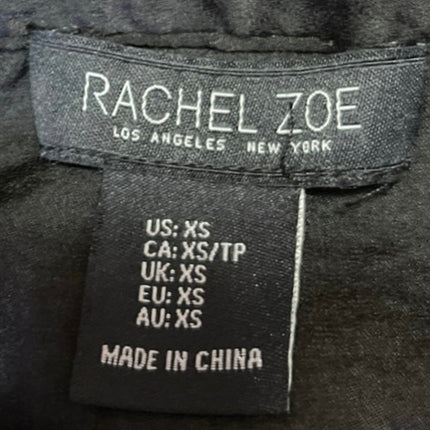 RACHEL ZOE
LOS ANGELES NEW YORK
US: XS
CA: XS/TP
UK: XS
EU: XS
AU: XS
MADE IN CHINA